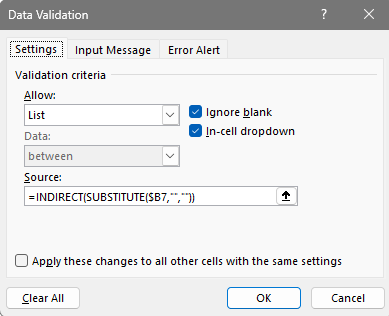 Data Validation
?
Settings
Input Message
Error Alert
Validation criteria
Allow:
List
Ignore blank
Data:
In-cell dropdown
between
Source:
=INDIRECT(SUBSTITUTE($B7,"",""))
Apply these changes to all other cells with the same settings
Clear All
OK
Cancel